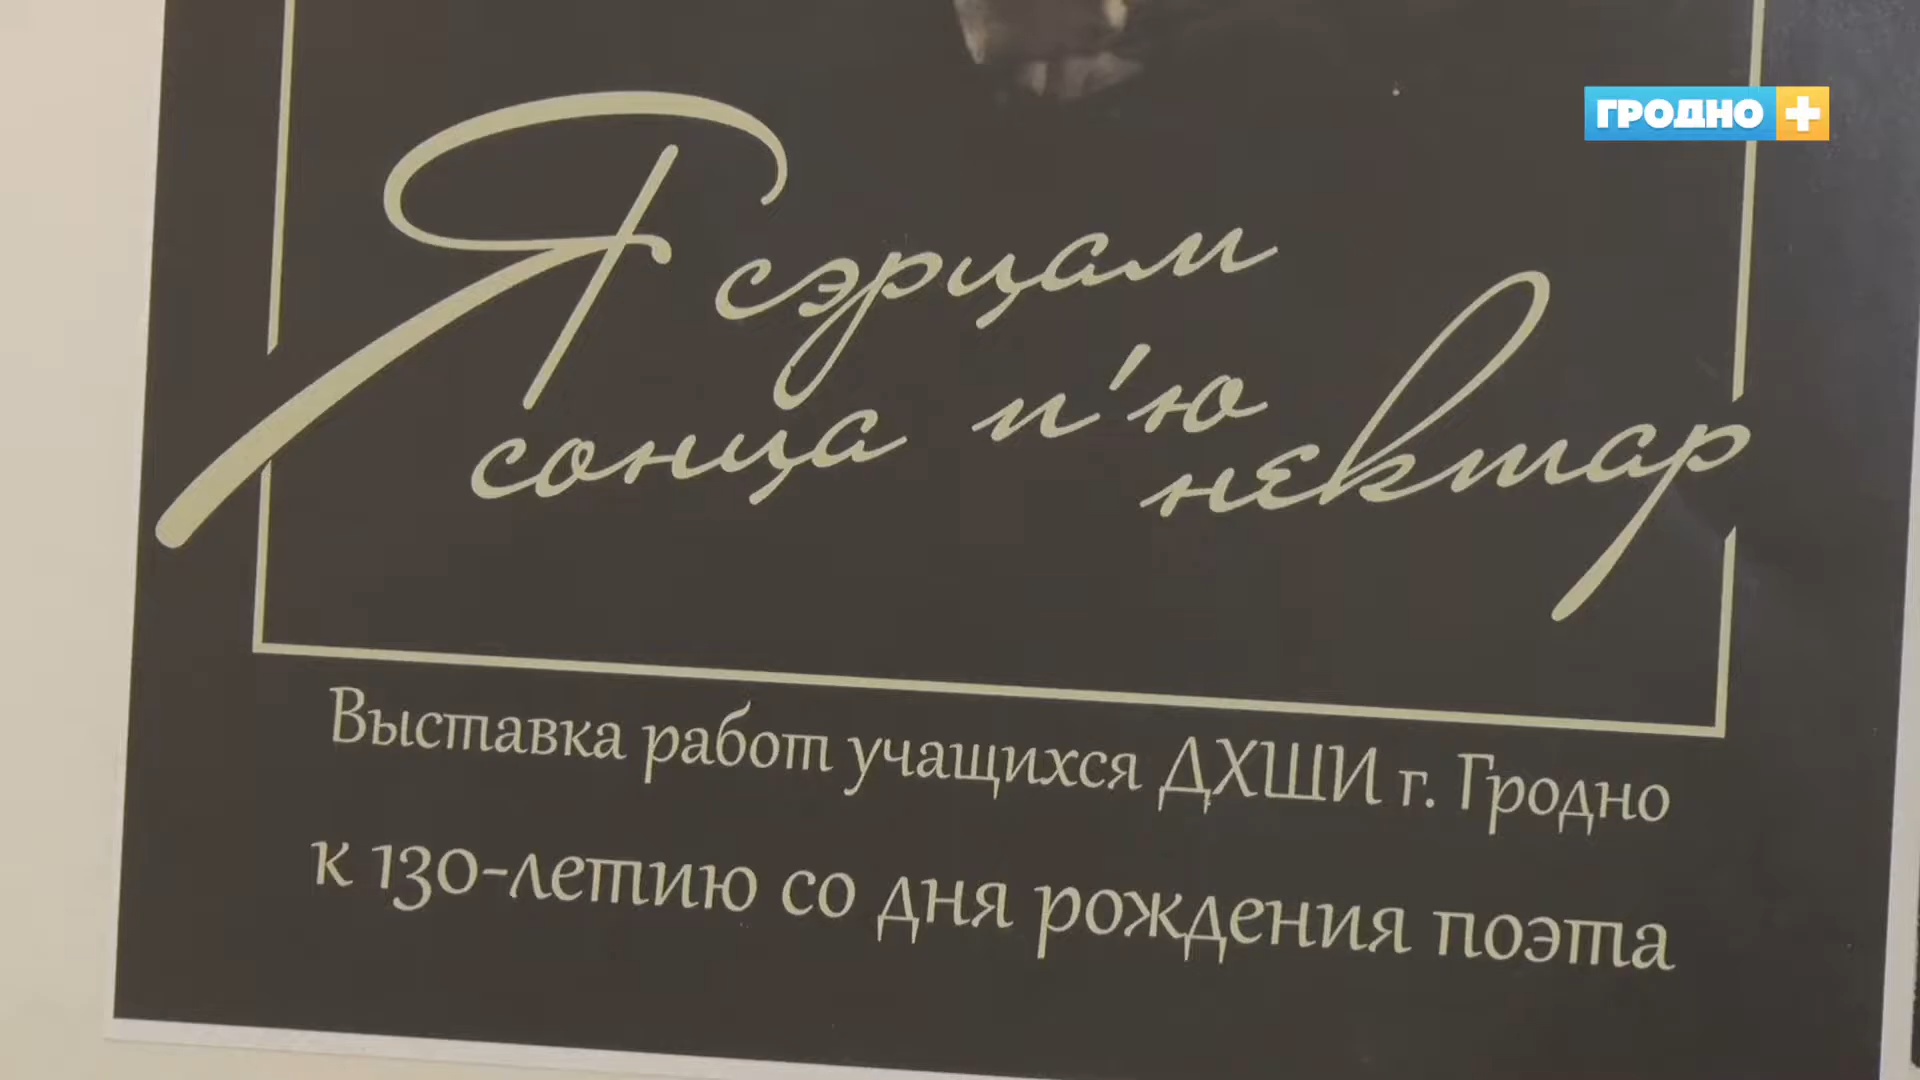 ГРОДНО +
Я сэрцам
сонца п'ю
нектар
Выставка работ учащихся ДХШИ г. Гродно
к 130-летию со дня рождения поэта